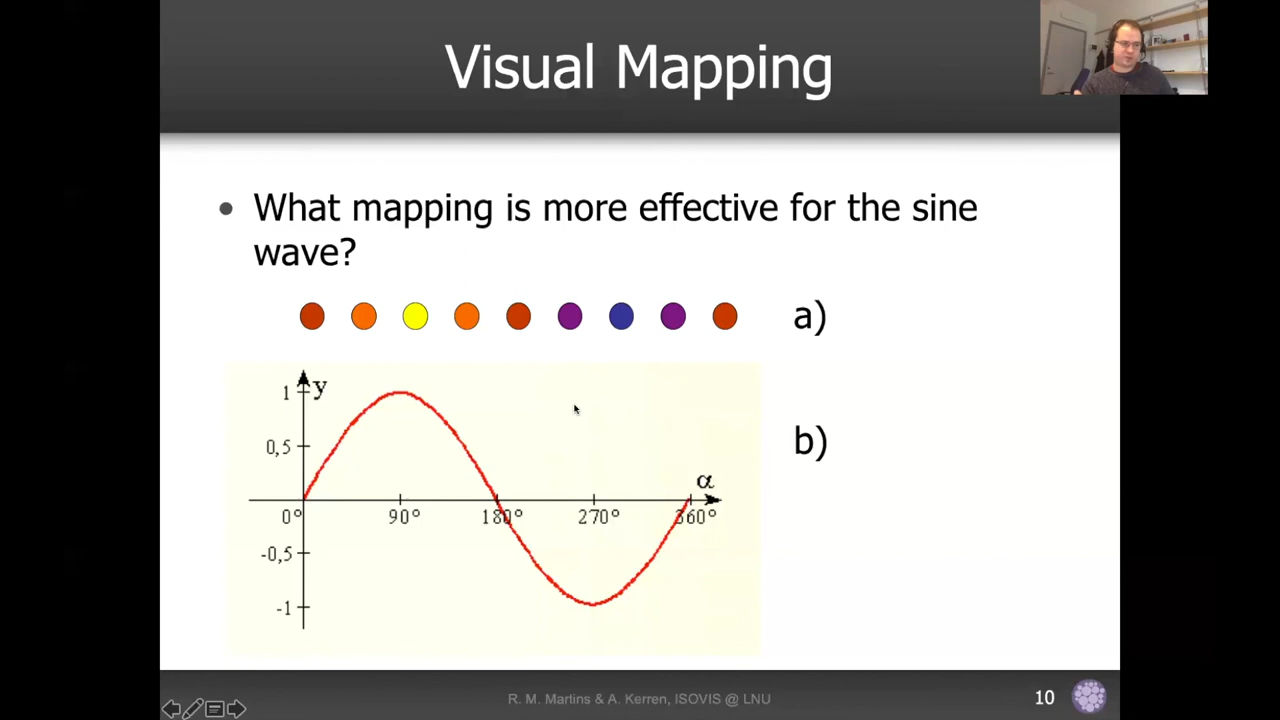 Visual Mapping
• What mapping is more effective for the sine
wave?
a)
b)
y
1
0,5
α
0° 90° 180° 270° 360°
-0,5
-1
R. M. Martins & A. Kerren, ISOVIS @ LNU
10